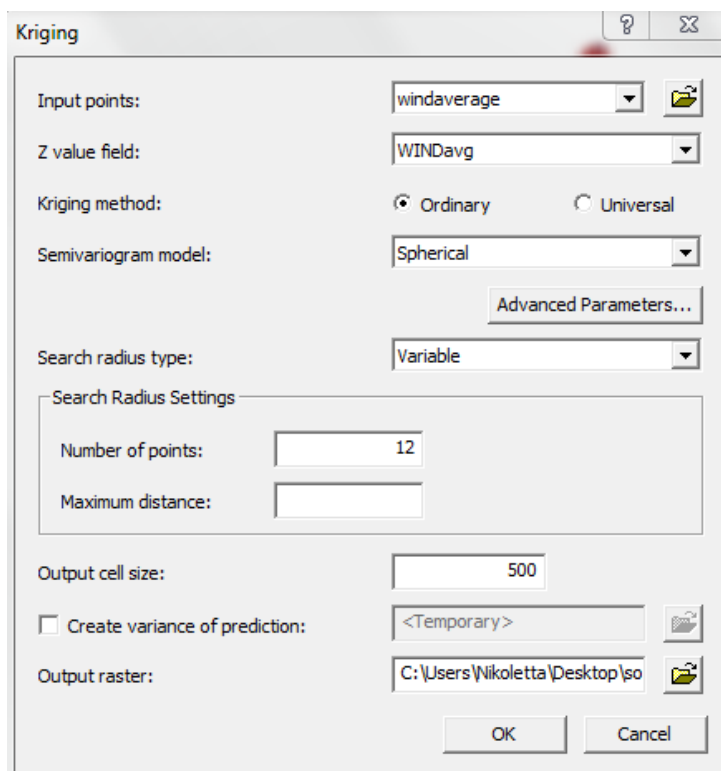 Kriging
Input points: windaverage
Z value field: WINDavg
Kriging method: Ordinary Universal
Semivariogram model: Spherical
Advanced Parameters...
Search radius type: Variable
Search Radius Settings
Number of points: 12
Maximum distance:
Output cell size: 500
Create variance of prediction: <Temporary>
Output raster: C:\Users\Nikoletta\Desktop\so
OK Cancel